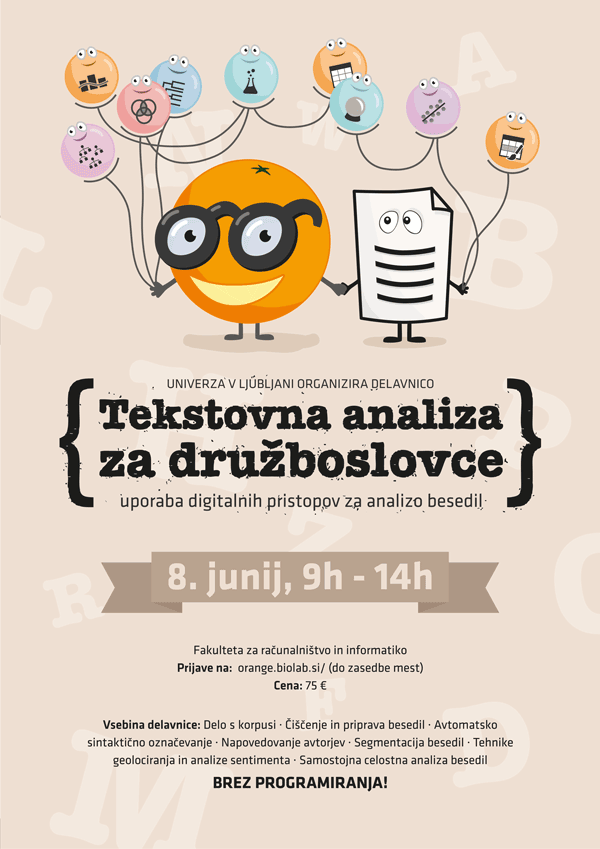 UNIVERZA V LJUBLJANI ORGANIZIRA DELAVNICO
{ Tekstovna analiza
za družboslovce }
uporaba digitalnih pristopov za analizo besedil
8. junij, 9h - 14h
Fakulteta za računalništvo in informatiko
Prijave na: orange.biolab.si/ (do zasedbe mest)
Cena: 75 €
Vsebina delavnice: Delo s korpusi · Čiščenje in priprava besedil · Avtomatsko
sintaktično označevanje · Napovedovanje avtorjev · Segmentacija besedil · Tehnike
geolociranja in analize sentimenta · Samostojna celostna analiza besedil
BREZ PROGRAMIRANJA!